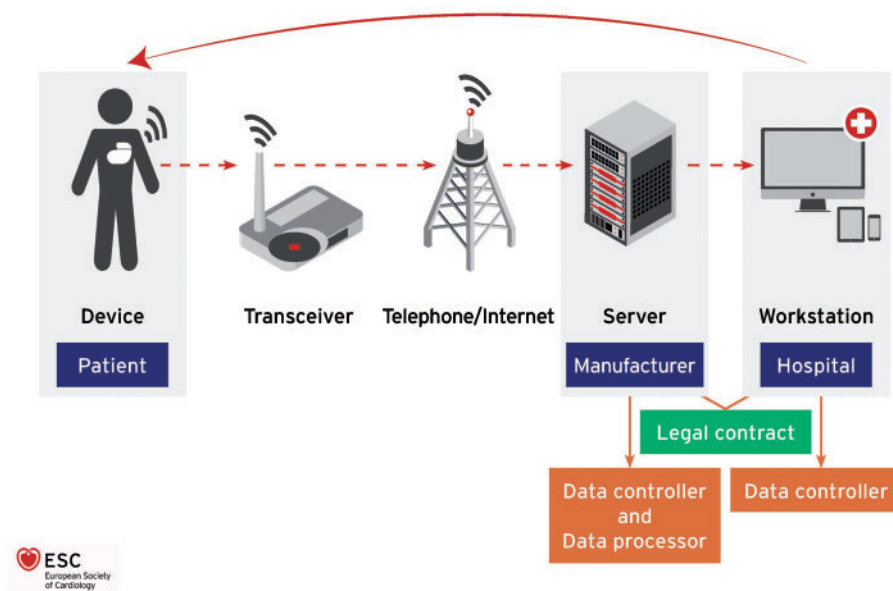 Device
Transceiver
Telephone/Internet
Server
Workstation
Patient
Manufacturer
Hospital
Legal contract
Data controller
and
Data processor
Data controller
ESC
European Society
of Cardiology